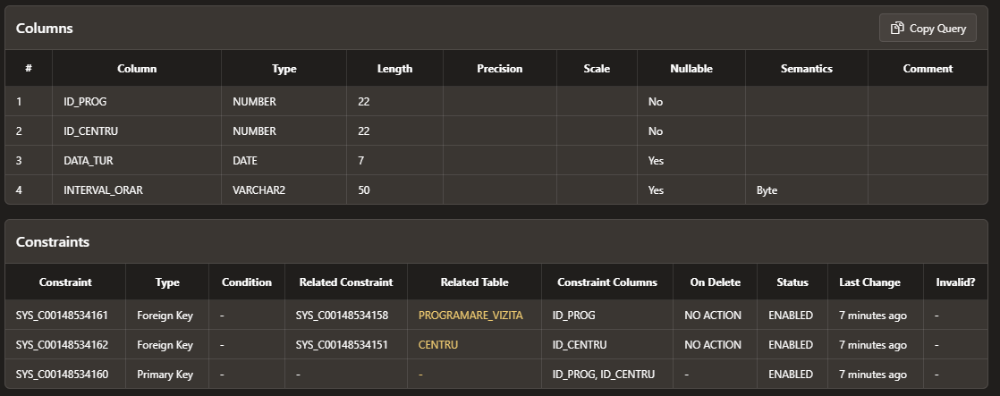 Columns
Copy Query
# Column Type Length Precision Scale Nullable Semantics Comment
1 ID_PROG NUMBER 22 No
2 ID_CENTRU NUMBER 22 No
3 DATA_TUR DATE 7 Yes
4 INTERVAL_ORAR VARCHAR2 50 Yes Byte
Constraints
Constraint Type Condition Related Constraint Related Table Constraint Columns On Delete Status Last Change Invalid?
SYS_C00148534161 Foreign Key - SYS_C00148534158 PROGRAMARE_VIZITA ID_PROG NO ACTION ENABLED 7 minutes ago -
SYS_C00148534162 Foreign Key - SYS_C00148534151 CENTRU ID_CENTRU NO ACTION ENABLED 7 minutes ago -
SYS_C00148534160 Primary Key - - - ID_PROG, ID_CENTRU - ENABLED 7 minutes ago -